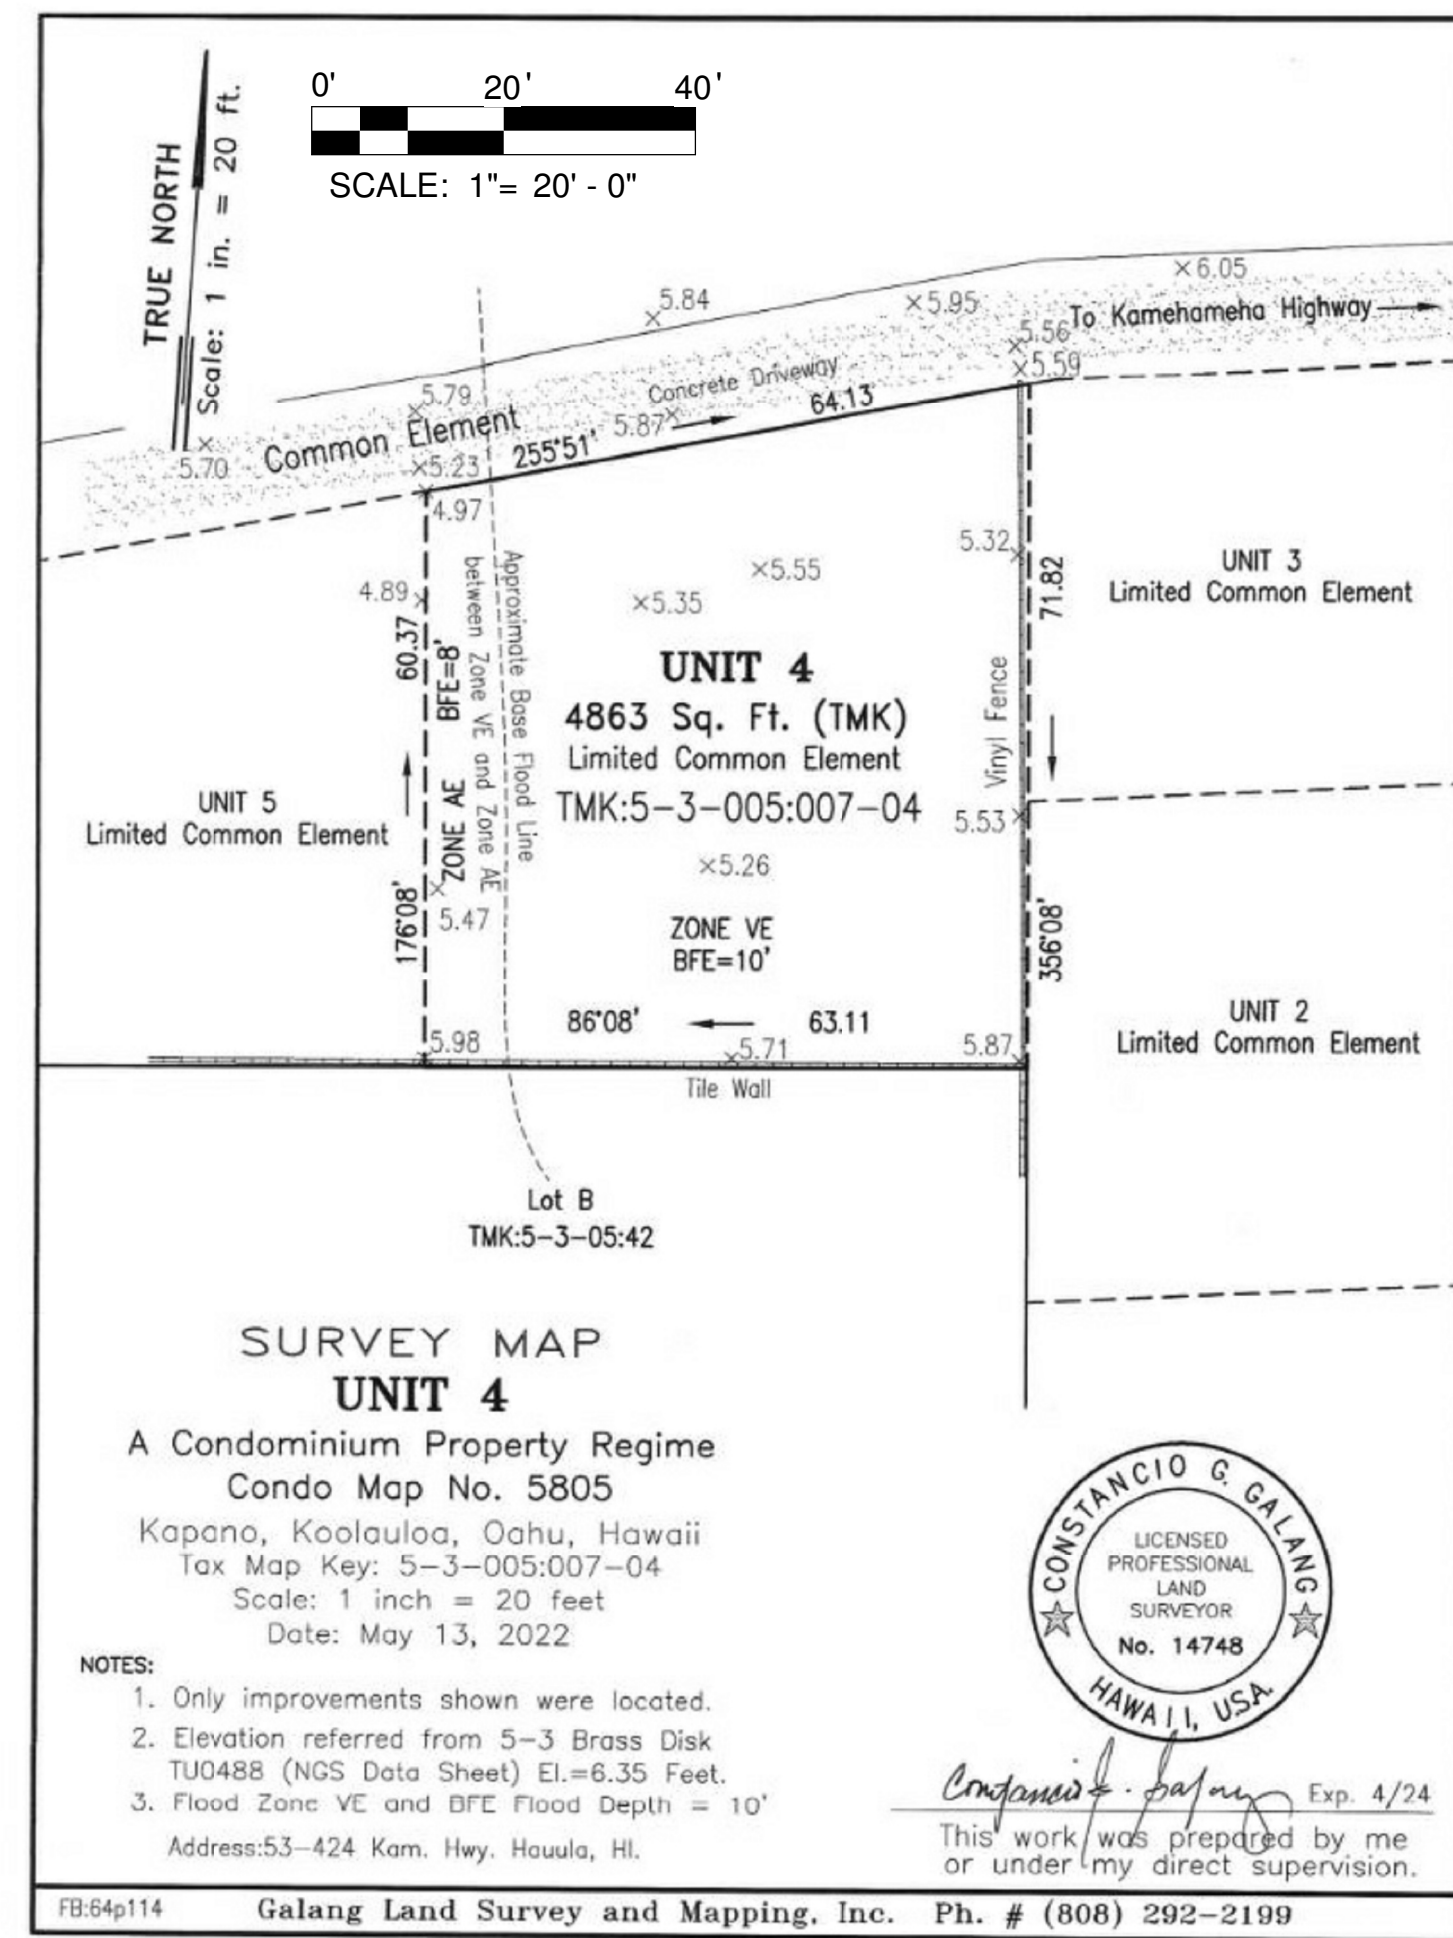 0' 20' 40'
SCALE: 1"= 20' - 0"
TRUE NORTH
Scale: 1 in. = 20 ft.
6.05
5.84
5.95
To Kamehameha Highway
5.56
5.59
5.79
Concrete Driveway
64.13
5.87
Common Element
255°51'
5.70
5.23
4.97
5.32
5.55
4.89
5.35
71.82
UNIT 3
Limited Common Element
60.37
BFE=8'
between Zone VE and Zone AE
Approximate Base Flood Line
UNIT 4
4863 Sq. Ft. (TMK)
Limited Common Element
TMK:5-3-005:007-04
Vinyl Fence
5.53
UNIT 5
Limited Common Element
ZONE AE
5.26
176°08'
5.47
ZONE VE
BFE=10'
356°08'
86°08' 63.11
UNIT 2
Limited Common Element
5.98
5.71
5.87
Tile Wall
Lot B
TMK:5-3-05:42
SURVEY MAP
UNIT 4
A Condominium Property Regime
Condo Map No. 5805
Kapano, Koolauloa, Oahu, Hawaii
Tax Map Key: 5-3-005:007-04
Scale: 1 inch = 20 feet
Date: May 13, 2022
NOTES:
1. Only improvements shown were located.
2. Elevation referred from 5-3 Brass Disk
TU0488 (NGS Data Sheet) El.=6.35 Feet.
3. Flood Zone VE and BFE Flood Depth = 10'
Address:53-424 Kam. Hwy. Hauula, HI.
CONSTANCIO G. GALANG
LICENSED
PROFESSIONAL
LAND
SURVEYOR
No. 14748
HAWAII, U.S.A.
Constancio G. Galang Exp. 4/24
This work was prepared by me
or under my direct supervision.
FB:64p114 Galang Land Survey and Mapping, Inc. Ph. # (808) 292-2199